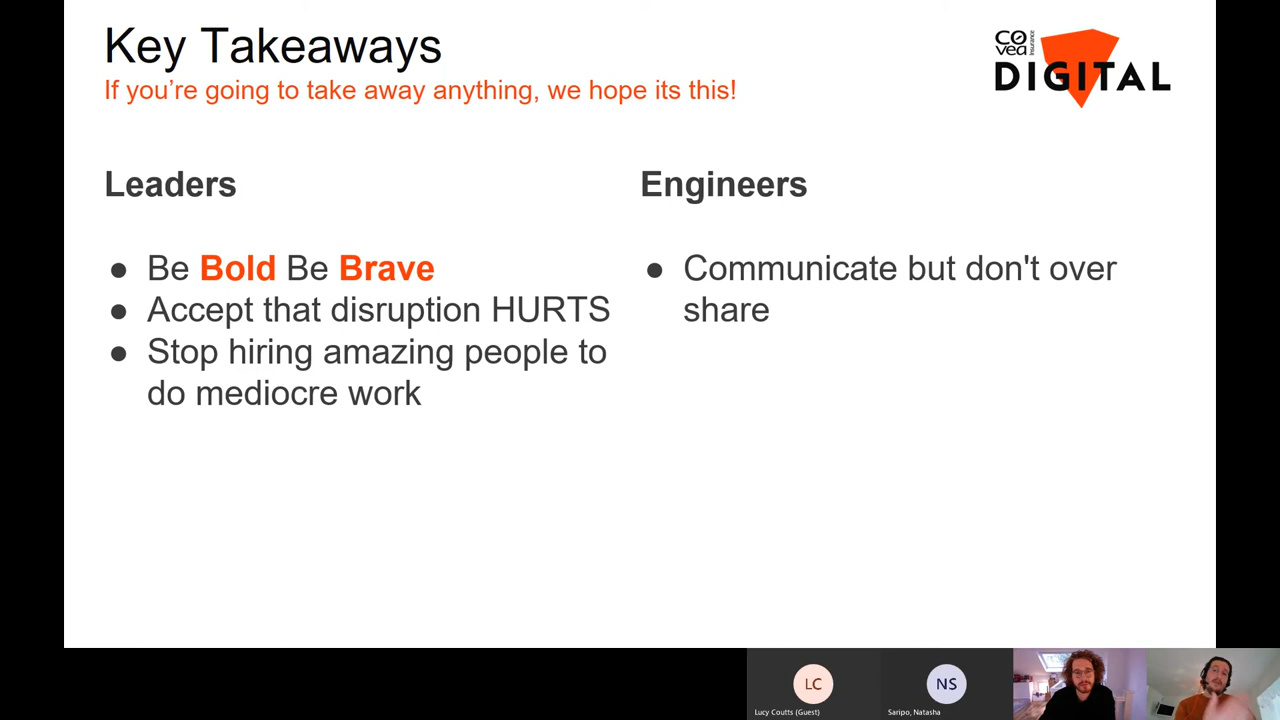 Key Takeaways
If you're going to take away anything, we hope its this!
covea
Insurance
DIGITAL
Leaders
● Be Bold Be Brave
● Accept that disruption HURTS
● Stop hiring amazing people to
do mediocre work
Engineers
● Communicate but don't over
share
LC
Lucy Coutts (Guest)
NS
Saripo, Natasha